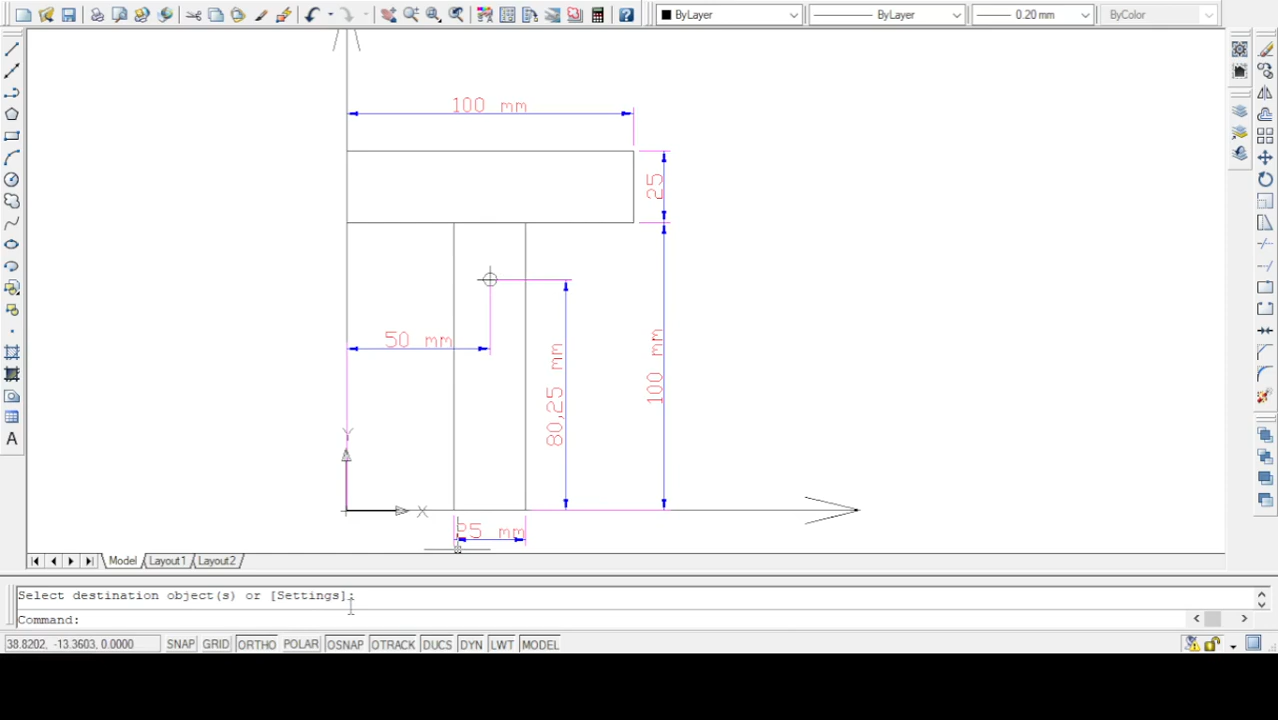 ByLayer ByLayer 0.20 mm ByColor
100 mm
25
50 mm
80,25 mm
100 mm
Y
X
25 mm
Model Layout1 Layout2
Select destination object(s) or [Settings]:
Command:
38.8202, -13.3603, 0.0000 SNAP GRID ORTHO POLAR OSNAP OTRACK DUCS DYN LWT MODEL
A